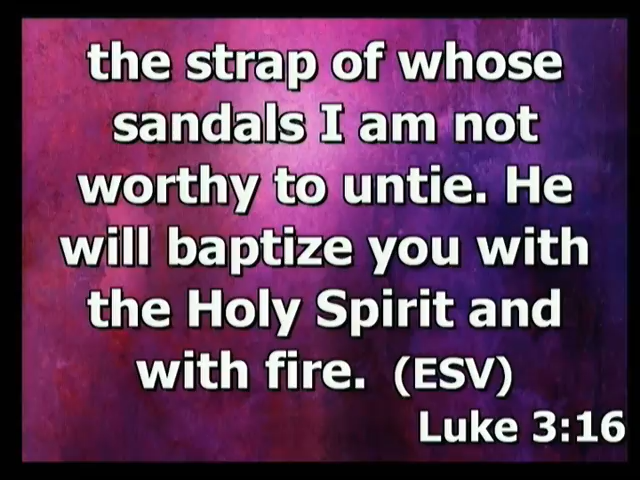 the strap of whose
sandals I am not
worthy to untie. He
will baptize you with
the Holy Spirit and
with fire. (ESV)
Luke 3:16